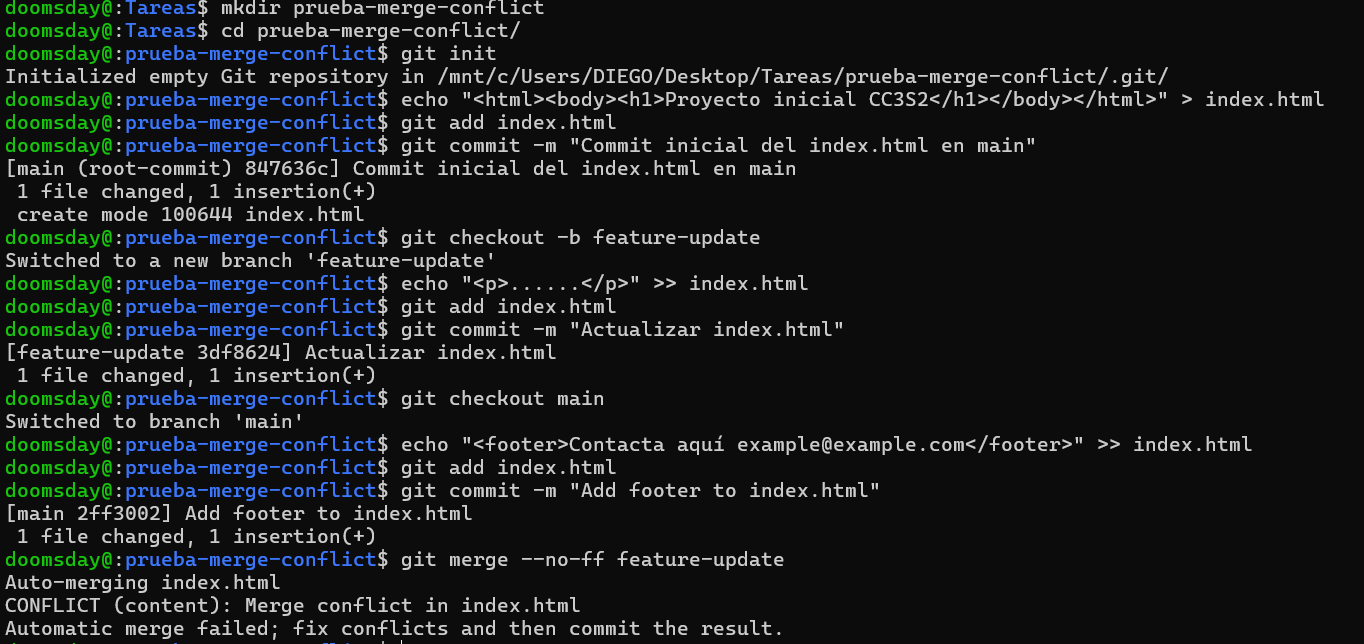 doomsday@:Tareas$ mkdir prueba-merge-conflict
doomsday@:Tareas$ cd prueba-merge-conflict/
doomsday@:prueba-merge-conflict$ git init
Initialized empty Git repository in /mnt/c/Users/DIEGO/Desktop/Tareas/prueba-merge-conflict/.git/
doomsday@:prueba-merge-conflict$ echo "<html><body><h1>Proyecto inicial CC3S2</h1></body></html>" > index.html
doomsday@:prueba-merge-conflict$ git add index.html
doomsday@:prueba-merge-conflict$ git commit -m "Commit inicial del index.html en main"
[main (root-commit) 847636c] Commit inicial del index.html en main
 1 file changed, 1 insertion(+)
 create mode 100644 index.html
doomsday@:prueba-merge-conflict$ git checkout -b feature-update
Switched to a new branch 'feature-update'
doomsday@:prueba-merge-conflict$ echo "<p>......</p>" >> index.html
doomsday@:prueba-merge-conflict$ git add index.html
doomsday@:prueba-merge-conflict$ git commit -m "Actualizar index.html"
[feature-update 3df8624] Actualizar index.html
 1 file changed, 1 insertion(+)
doomsday@:prueba-merge-conflict$ git checkout main
Switched to branch 'main'
doomsday@:prueba-merge-conflict$ echo "<footer>Contacta aquí example@example.com</footer>" >> index.html
doomsday@:prueba-merge-conflict$ git add index.html
doomsday@:prueba-merge-conflict$ git commit -m "Add footer to index.html"
[main 2ff3002] Add footer to index.html
 1 file changed, 1 insertion(+)
doomsday@:prueba-merge-conflict$ git merge --no-ff feature-update
Auto-merging index.html
CONFLICT (content): Merge conflict in index.html
Automatic merge failed; fix conflicts and then commit the result.